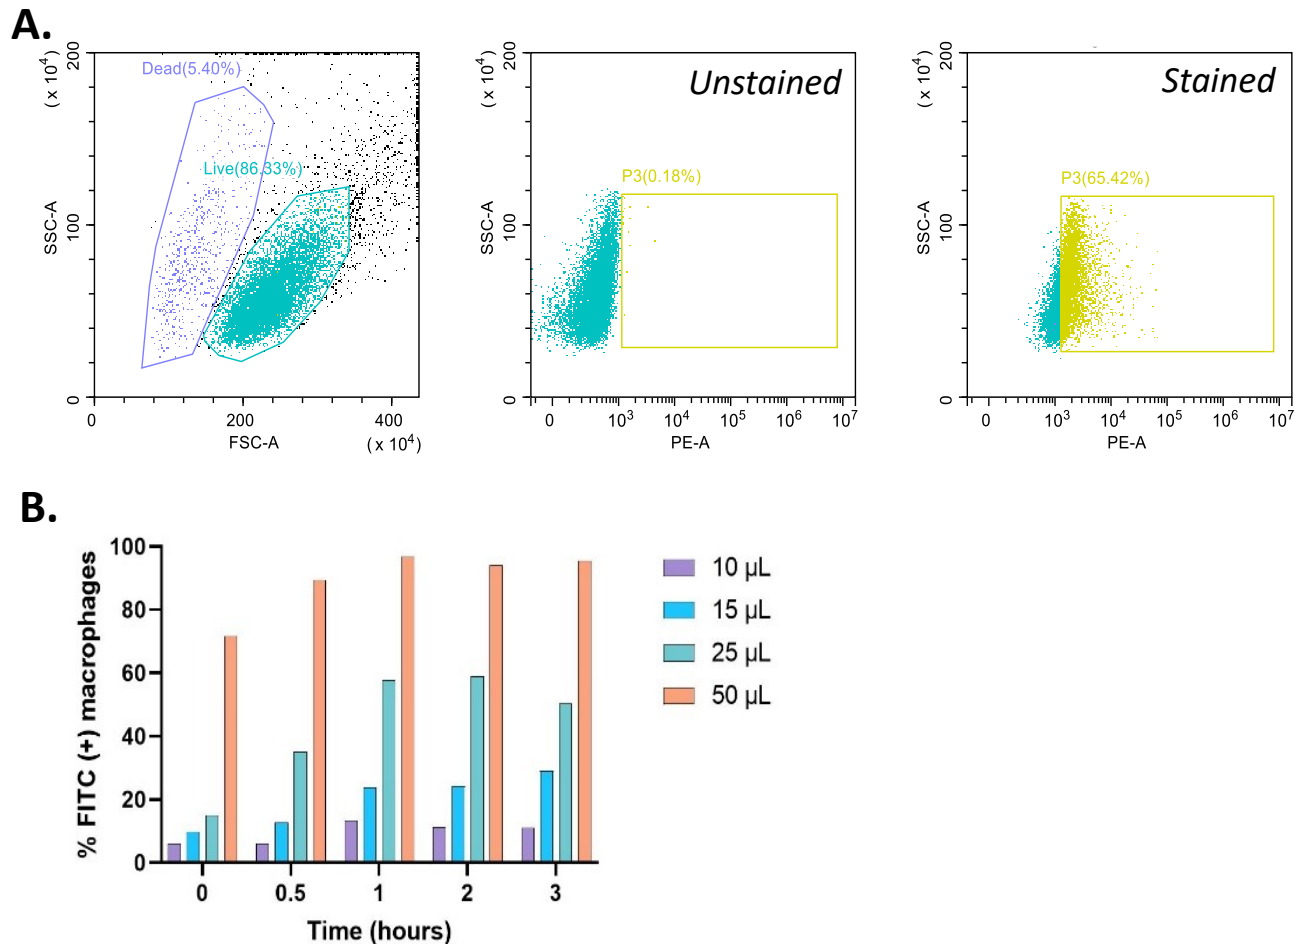 A.
200
(x 10⁴)
Dead(5.40%)
Live(86.33%)
SSC-A
100
0
0
200
400
FSC-A
(x 10⁴)
200
(x 10⁴)
Unstained
P3(0.18%)
SSC-A
100
0
0
10³
10⁴
10⁵
10⁶
10⁷
PE-A
200
(x 10⁴)
Stained
P3(65.42%)
SSC-A
100
0
0
10³
10⁴
10⁵
10⁶
10⁷
PE-A
B.
% FITC (+) macrophages
100
80
60
40
20
0
0
0.5
1
2
3
Time (hours)
10 µL
15 µL
25 µL
50 µL